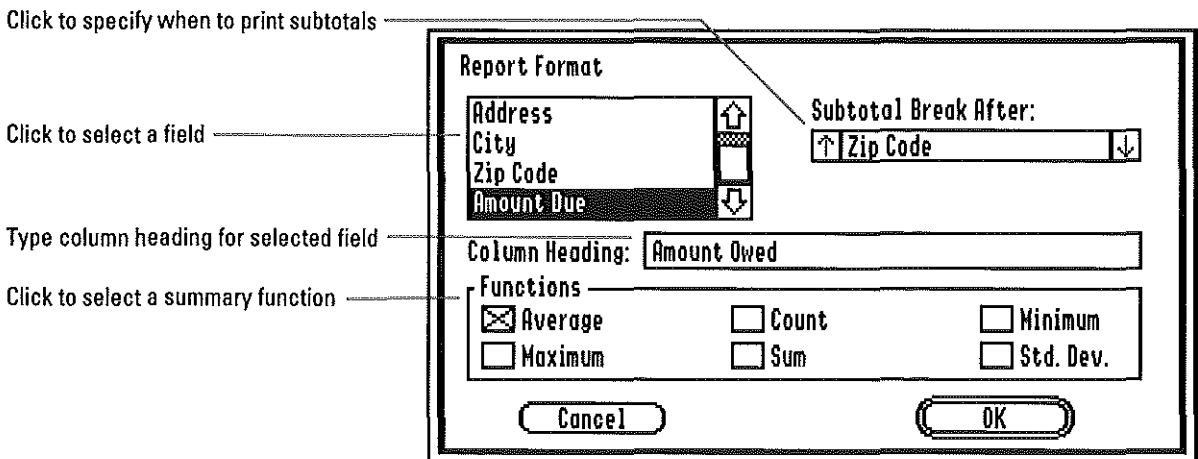 Click to specify when to print subtotals
Report Format
Address
City
Zip Code
Amount Due
Subtotal Break After:
↑ Zip Code ↓
Click to select a field
Type column heading for selected field
Column Heading: Amount Owed
Click to select a summary function
Functions
Average Count Minimum
Maximum Sum Std. Dev.
Cancel OK